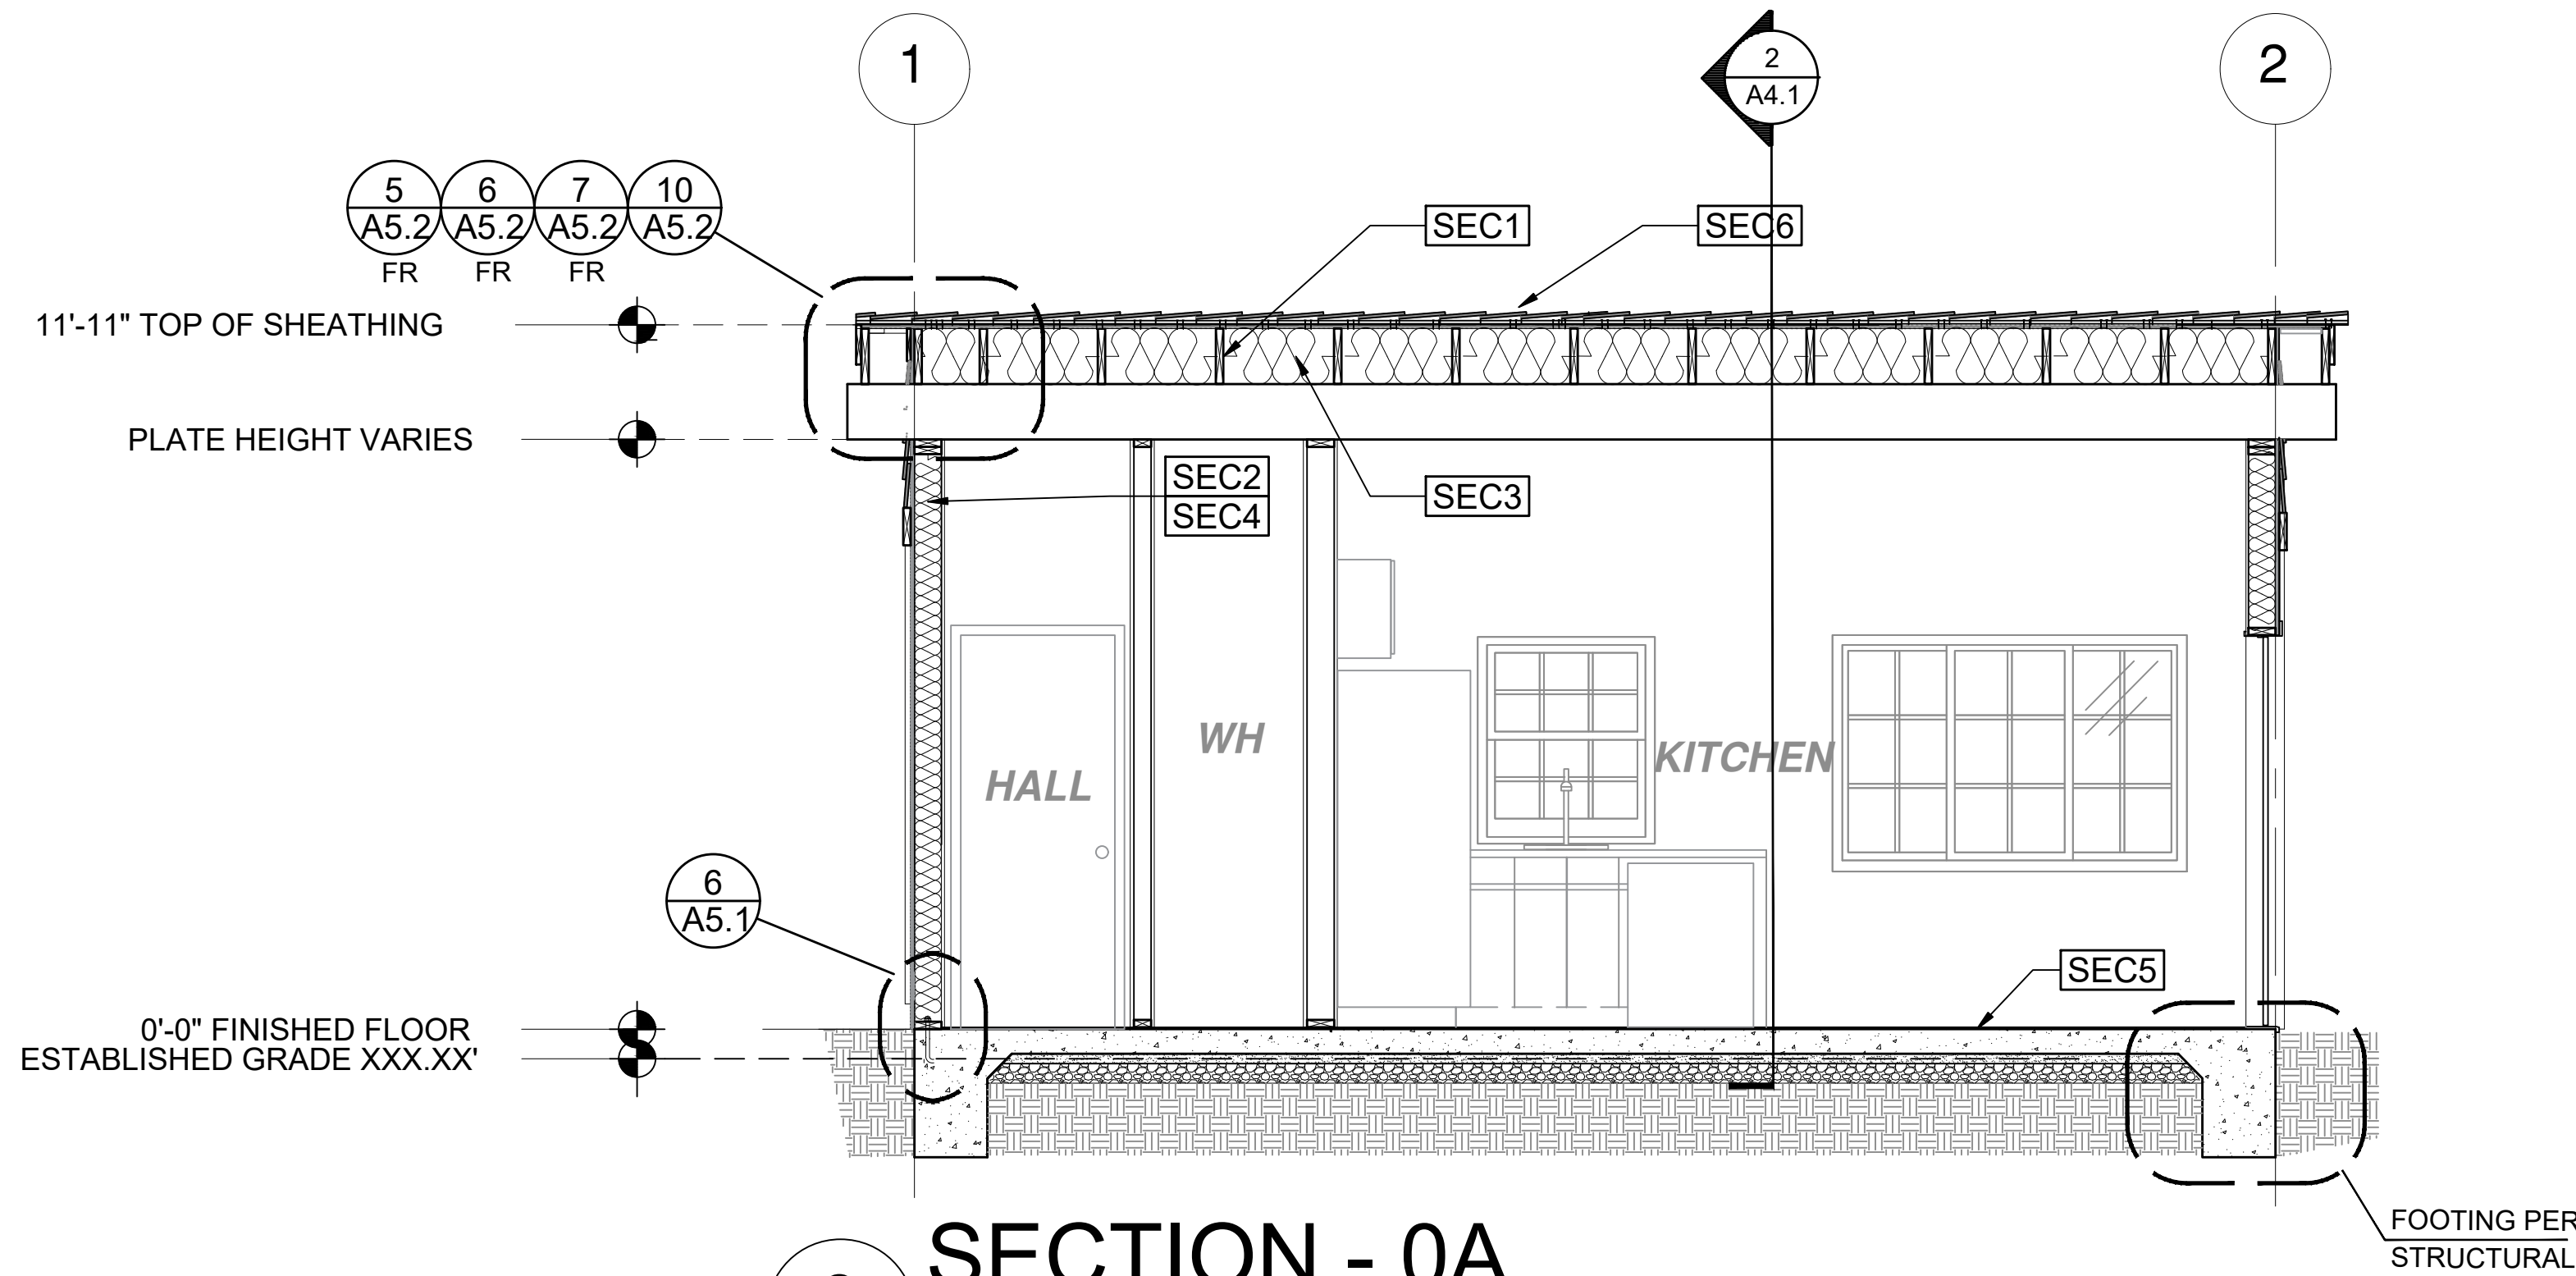 1
2
A4.1
2
5
A5.2
FR
6
A5.2
FR
7
A5.2
FR
10
A5.2
SEC1
SEC6
11'-11" TOP OF SHEATHING
PLATE HEIGHT VARIES
SEC2
SEC4
SEC3
WH
HALL
KITCHEN
6
A5.1
SEC5
0'-0" FINISHED FLOOR
ESTABLISHED GRADE XXX.XX'
FOOTING PER
STRUCTURAL
SECTION - 0A